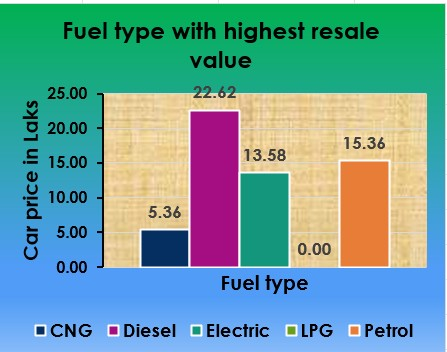 Fuel type with highest resale
value
Car price in Laks
25.00
20.00
15.00
10.00
5.00
0.00
5.36
22.62
13.58
0.00
15.36
Fuel type
CNG Diesel Electric LPG Petrol